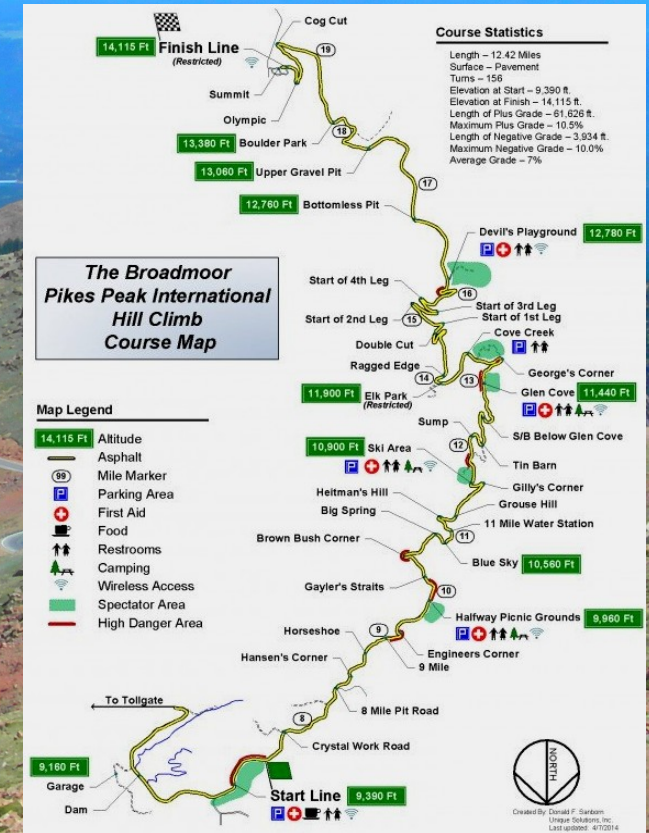 Cog Cut
19
14,115 Ft
Finish Line
(Restricted)
Summit
Olympic
18
13,380 Ft
Boulder Park
13,060 Ft
Upper Gravel Pit
17
12,760 Ft
Bottomless Pit
Course Statistics
Length – 12.42 Miles
Surface – Pavement
Turns – 156
Elevation at Start – 9,390 ft.
Elevation at Finish – 14,115 ft.
Length of Plus Grade – 61,626 ft.
Maximum Plus Grade – 10.5%
Length of Negative Grade – 3,934 ft.
Maximum Negative Grade – 10.0%
Average Grade – 7%
Devil's Playground
12,780 Ft
P
The Broadmoor
Pikes Peak International
Hill Climb
Course Map
Start of 4th Leg
16
Start of 3rd Leg
Start of 2nd Leg
15
Start of 1st Leg
Double Cut
Cove Creek
P
Ragged Edge
14
13
George's Corner
11,900 Ft
Elk Park
(Restricted)
Glen Cove
11,440 Ft
P
Sump
S/B Below Glen Cove
10,900 Ft
Ski Area
12
P
Tin Barn
Gilly's Corner
Heitman's Hill
Grouse Hill
Big Spring
11 Mile Water Station
11
Brown Bush Corner
Blue Sky
10,560 Ft
Gayler's Straits
10
Halfway Picnic Grounds
9,960 Ft
P
Horseshoe
9
Engineers Corner
9 Mile
Hansen's Corner
8 Mile Pit Road
8
Crystal Work Road
To Tollgate
9,160 Ft
Garage
Dam
Start Line
9,390 Ft
P
Map Legend
14,115 Ft
Altitude
Asphalt
99
Mile Marker
P
Parking Area
First Aid
Food
Restrooms
Camping
Wireless Access
Spectator Area
High Danger Area
NORTH
Created By: Donald F. Sanborn
Unique Solutions, Inc.
Last updated: 4/7/2014